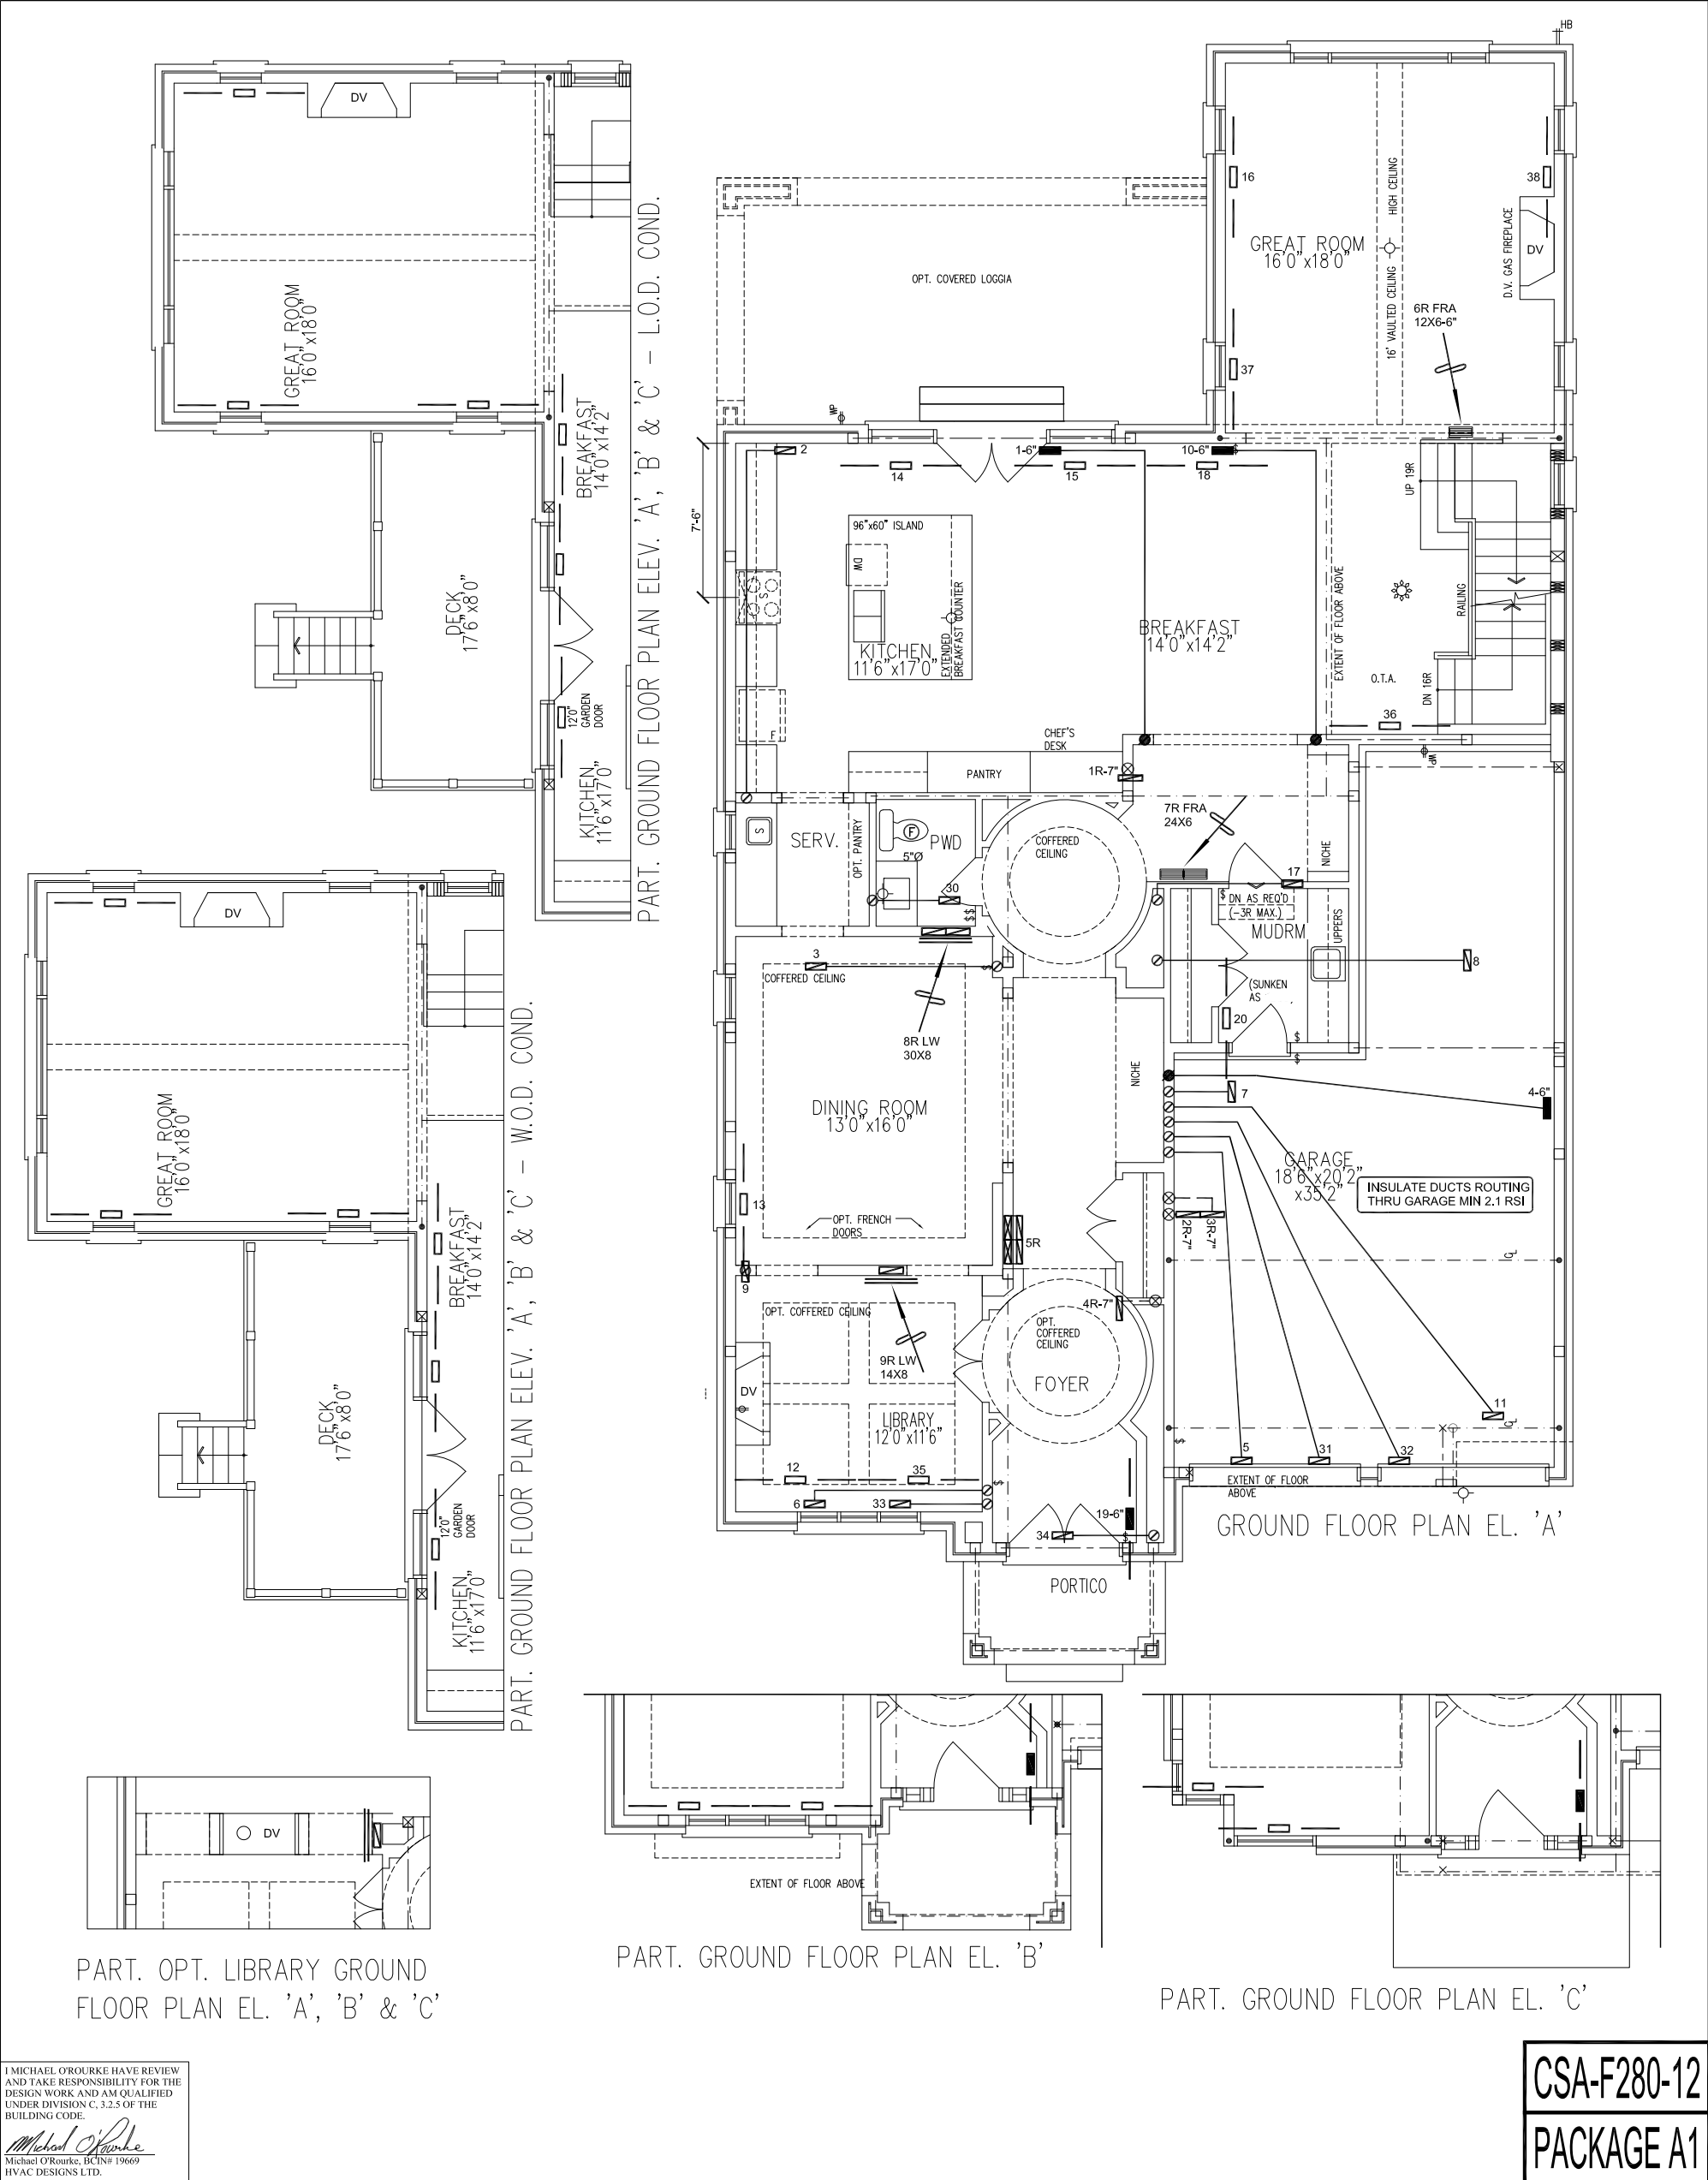 HB
DV
GREAT ROOM
16'0"x18'0"
BREAKFAST
14'0"x14'2"
DECK
17'6"x8'0"
12'0"
GARDEN
DOOR
KITCHEN
11'6"x17'0"
PART. GROUND FLOOR PLAN ELEV. 'A', 'B' & 'C' - L.O.D. COND.
DV
GREAT ROOM
16'0"x18'0"
BREAKFAST
14'0"x14'2"
DECK
17'6"x8'0"
12'0"
GARDEN
DOOR
KITCHEN
11'6"x17'0"
PART. GROUND FLOOR PLAN ELEV. 'A', 'B' & 'C' - W.O.D. COND.
16
38
HIGH CEILING
16' VAULTED CEILING
GREAT ROOM
16'0"x18'0"
D.V. GAS FIREPLACE
DV
6R FRA
12X6-6"
37
OPT. COVERED LOGGIA
WP
2
14
1-6"
15
10-6"
$
18
7'-6"
96"x60" ISLAND
DW
S
KITCHEN
11'6"x17'0"
EXTENDED
BREAKFAST COUNTER
BREAKFAST
14'0"x14'2"
EXTENT OF FLOOR ABOVE
UP 19R
RAILING
O.T.A.
DN 16R
36
WP
F
CHEF'S
DESK
PANTRY
1R-7"
S
SERV.
OPT. PANTRY
F
PWD
5"Ø
30
$$
COFFERED
CEILING
7R FRA
24X6
NICHE
17
$
DN AS REQ'D
(-3R MAX.)
MUDRM
UPPERS
(SUNKEN
AS
20
$
$
8
3
$
COFFERED CEILING
8R LW
30X8
DINING ROOM
13'0"x16'0"
NICHE
7
4-6"
GARAGE
18'6"x20'2"
x35'2"
INSULATE DUCTS ROUTING
THRU GARAGE MIN 2.1 RSI
13
OPT. FRENCH
DOORS
5R
2R-7"
3R-7"
9
OPT. COFFERED CEILING
4R-7"
OPT.
COFFERED
CEILING
9R LW
14X8
FOYER
DV
LIBRARY
12'0"x11'6"
12
35
6
33
$
34
19-6"
$
$
5
31
32
11
EXTENT OF FLOOR
ABOVE
GROUND FLOOR PLAN EL. 'A'
PORTICO
DV
PART. OPT. LIBRARY GROUND
FLOOR PLAN EL. 'A', 'B' & 'C'
EXTENT OF FLOOR ABOVE
PART. GROUND FLOOR PLAN EL. 'B'
PART. GROUND FLOOR PLAN EL. 'C'
I MICHAEL O'ROURKE HAVE REVIEW
AND TAKE RESPONSIBILITY FOR THE
DESIGN WORK AND AM QUALIFIED
UNDER DIVISION C, 3.2.5 OF THE
BUILDING CODE.
Michael O'Rourke
Michael O'Rourke, BCIN# 19669
HVAC DESIGNS LTD.
CSA-F280-12
PACKAGE A1